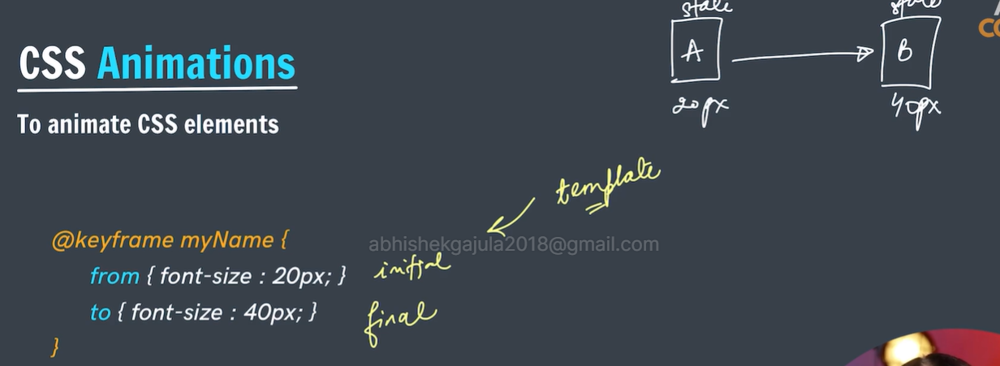 state
state
CSS Animations
A
B
20px
40px
To animate CSS elements
template
@keyframe myName {
abhishekgajula2018@gmail.com
from { font-size : 20px; } initial
to { font-size : 40px; } final
}